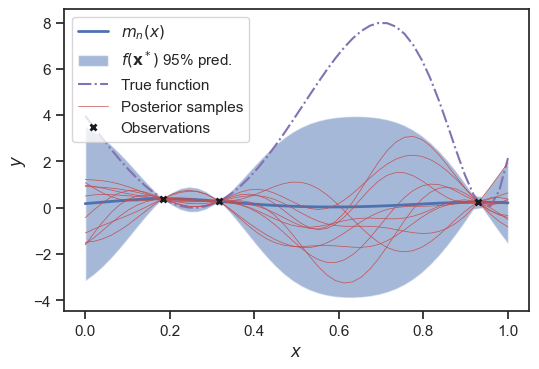 m_n(x)
f(x*) 95% pred.
True function
Posterior samples
Observations
8
6
4
2
0
−2
−4
y
0.0 0.2 0.4 0.6 0.8 1.0
x